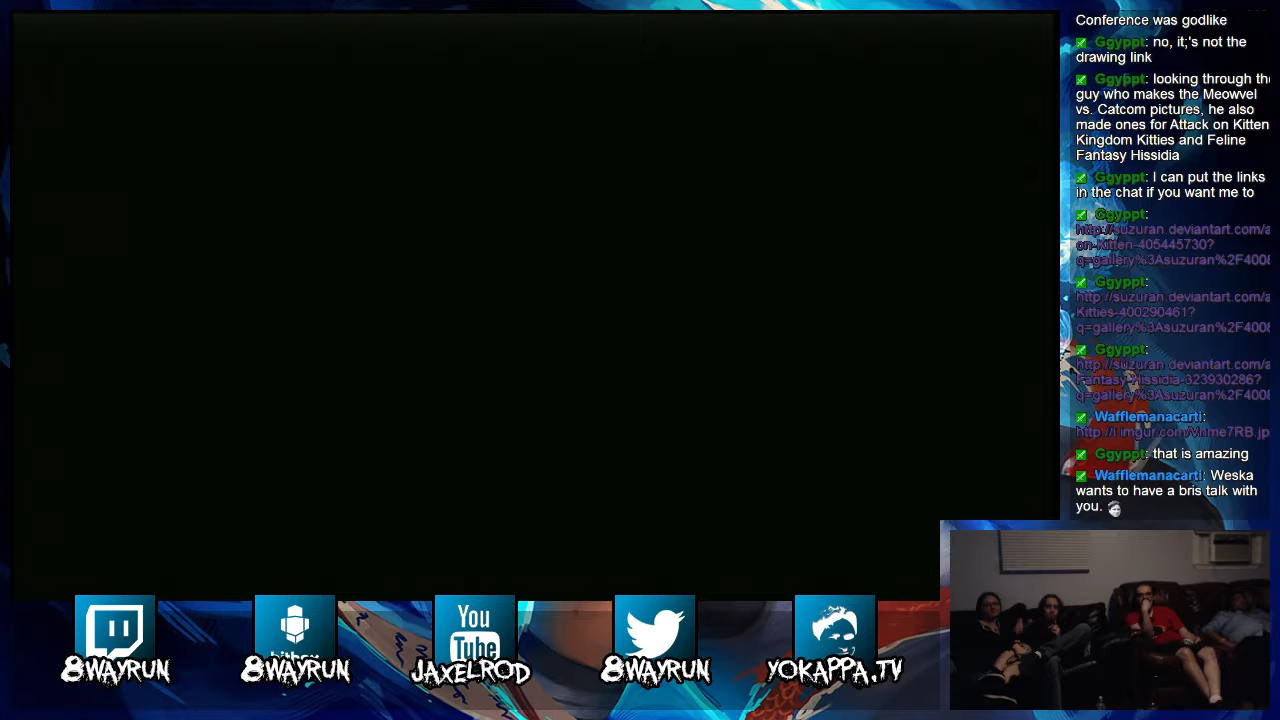 Conference was godlike
Ggyppt: no, it;'s not the
drawing link
Ggyppt: looking through the
guy who makes the Meowvel
vs. Catcom pictures, he also
made ones for Attack on Kitten
Kingdom Kitties and Feline
Fantasy Hissidia
Ggyppt: I can put the links
in the chat if you want me to
Ggyppt:
http://suzuran.deviantart.com/a
on-Kitten-405445730?
q=gallery%3Asuzuran%2F4008
Ggyppt:
http://suzuran.deviantart.com/a
Kitties-400290461?
q=gallery%3Asuzuran%2F4008
Ggyppt:
http://suzuran.deviantart.com/a
Fantasy-Hissidia-323930286?
q=gallery%3Asuzuran%2F4008
Wafflemanacarti:
Ggyppt: that is amazing
Wafflemanacarti: Weska
wants to have a bris talk with
you.
You
Tube
8WAYRUN
8WAYRUN
JAXELROD
8WAYRUN
YOKAPPA.TV